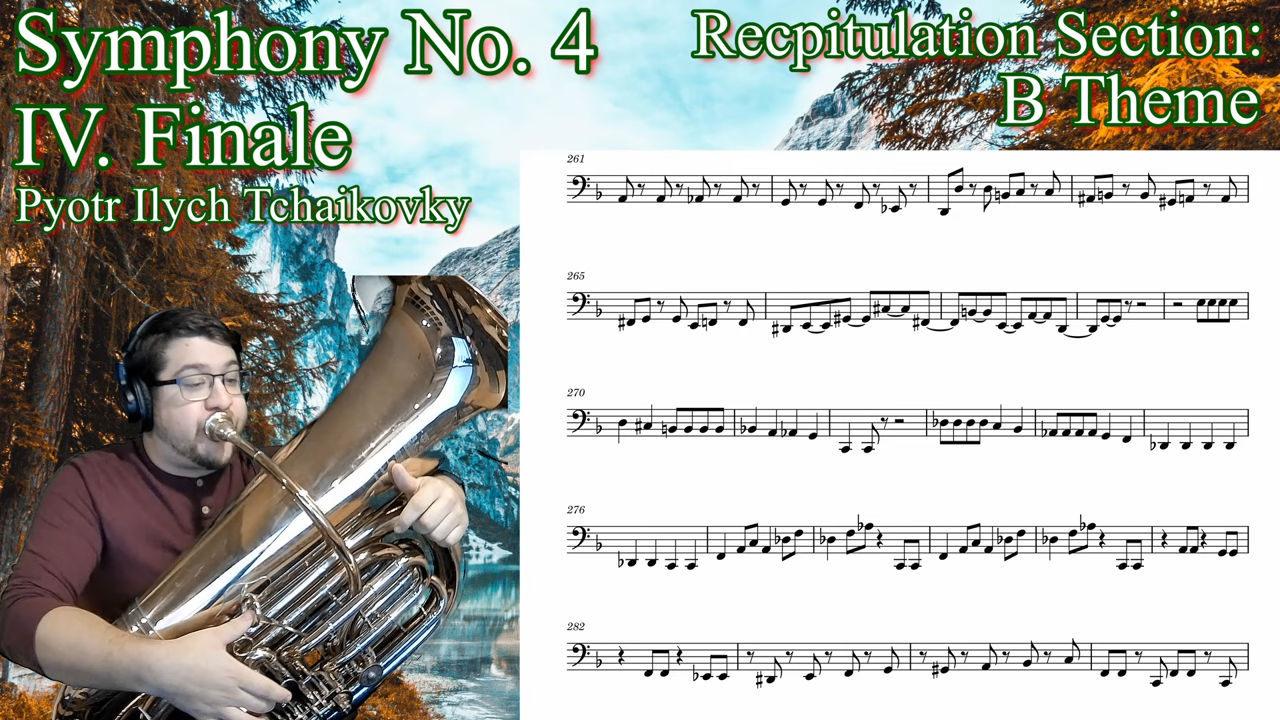 Symphony No. 4
IV. Finale
Pyotr Ilych Tchaikovky
Recpitulation Section:
B Theme
261
265
270
276
282